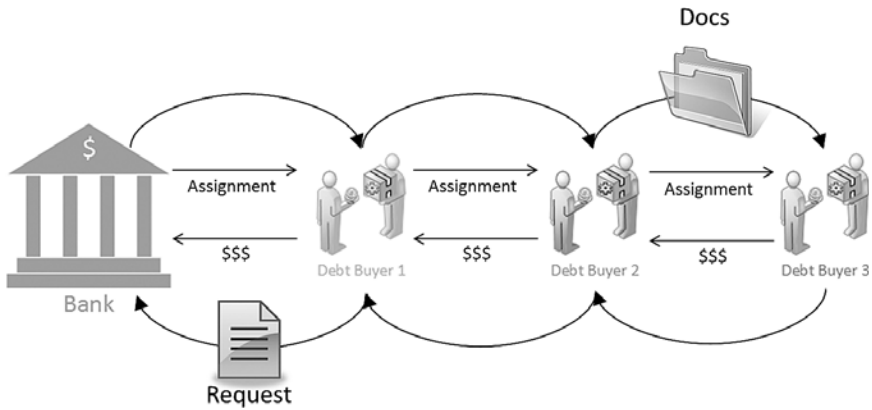 Docs
$
Assignment
Assignment
Assignment
$$$
$$$
$$$
Debt Buyer 1
Debt Buyer 2
Debt Buyer 3
Bank
Request